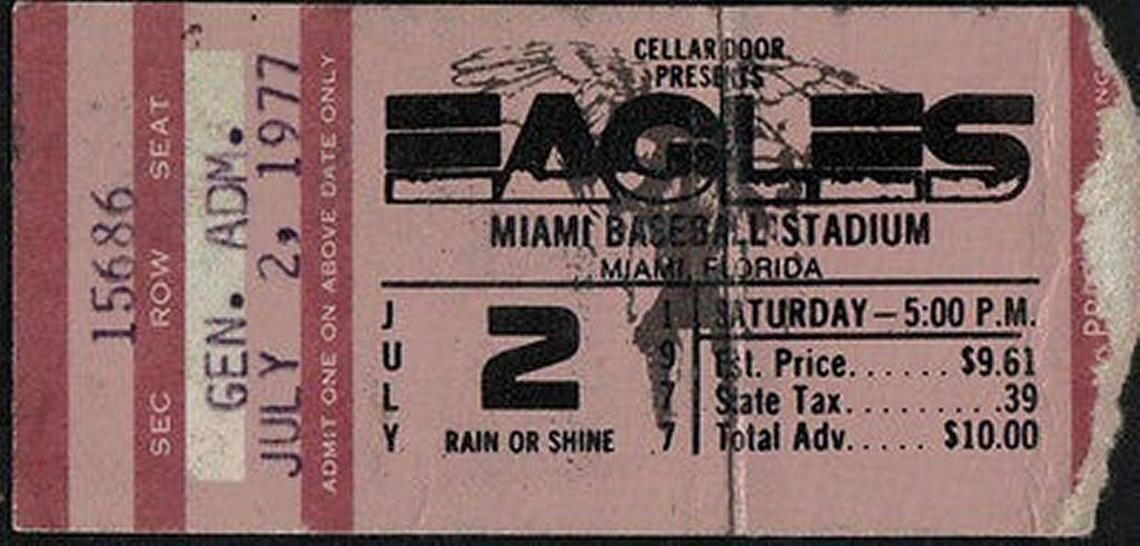 15686
SEC ROW SEAT
GEN. ADM.
JULY 2, 1977
ADMIT ONE ON ABOVE DATE ONLY
CELLAR DOOR
PRESENTS
EAGLES
MIAMI BASEBALL STADIUM
MIAMI, FLORIDA
JULY 2 1977
RAIN OR SHINE
SATURDAY – 5:00 P.M.
Est. Price...... $9.61
State Tax..........39
Total Adv..... $10.00